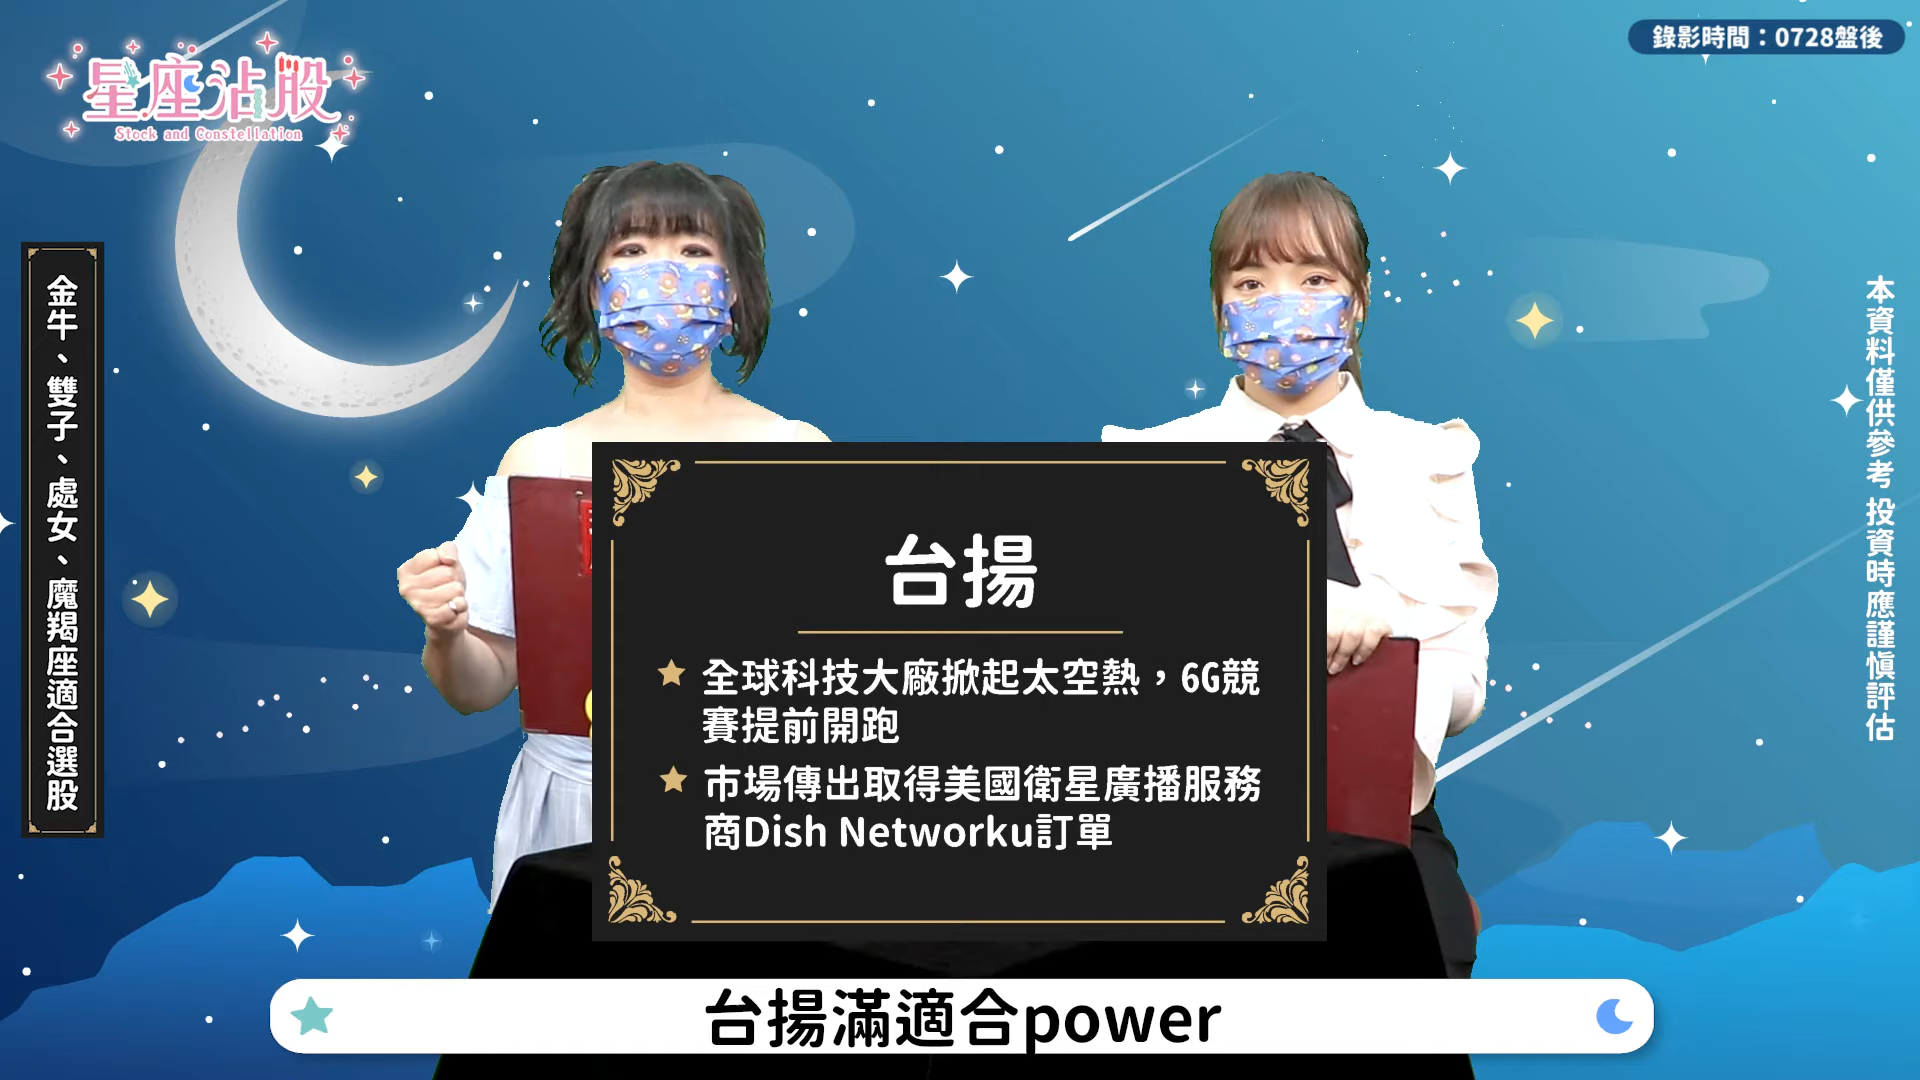 星座沾股
Stock and Constellation
錄影時間：0728盤後
金牛、雙子、處女、魔羯座適合選股
本資料僅供參考 投資時應謹慎評估
台揚
全球科技大廠掀起太空熱，6G競
賽提前開跑
市場傳出取得美國衛星廣播服務
商Dish Networku訂單
台揚滿適合power